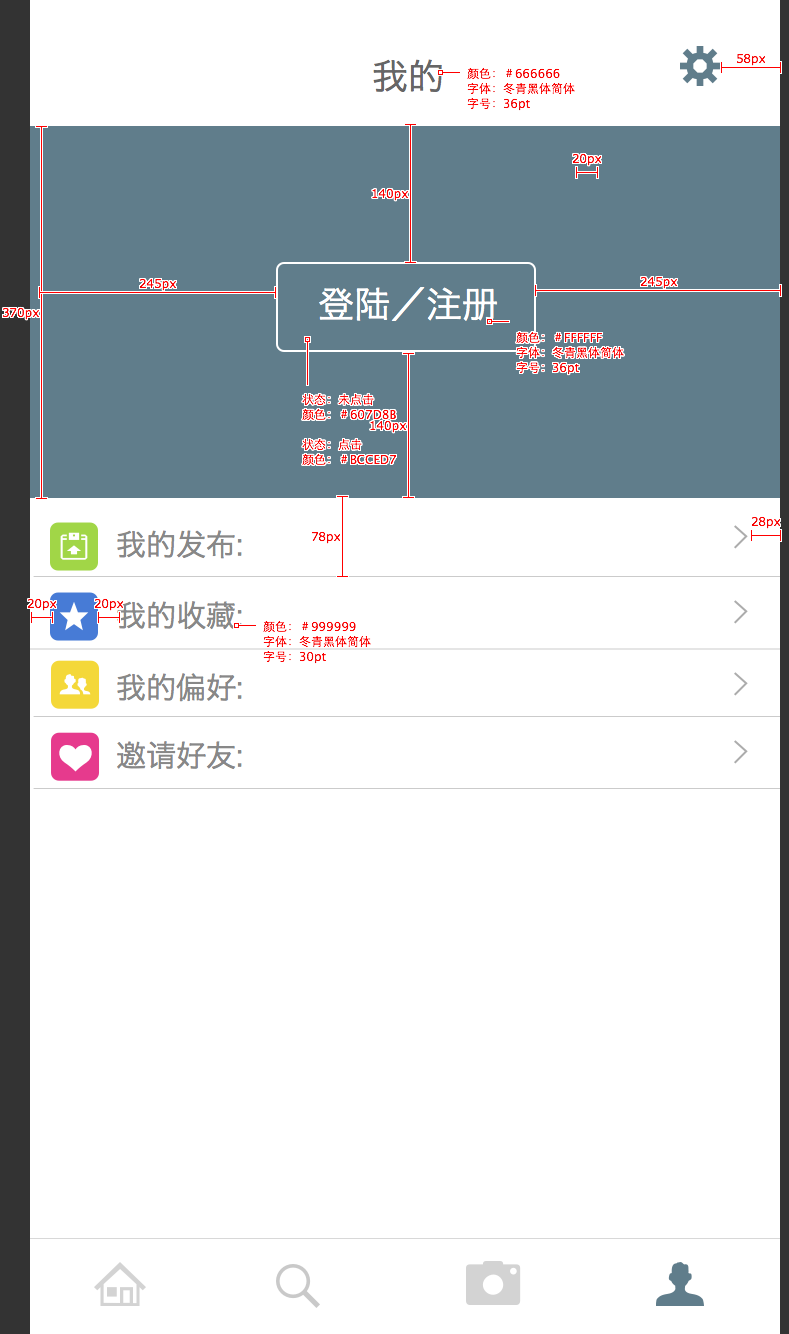 我的
颜色：#666666
字体：冬青黑体简体
字号：36pt
58px
20px
140px
245px
245px
370px
登陆／注册
颜色：#FFFFFF
字体：冬青黑体简体
字号：36pt
状态：未点击
颜色：#607D8B
140px
状态：点击
颜色：#BCCED7
我的发布:
78px
28px
20px
20px
我的收藏:
颜色：#999999
字体：冬青黑体简体
字号：30pt
我的偏好:
邀请好友: